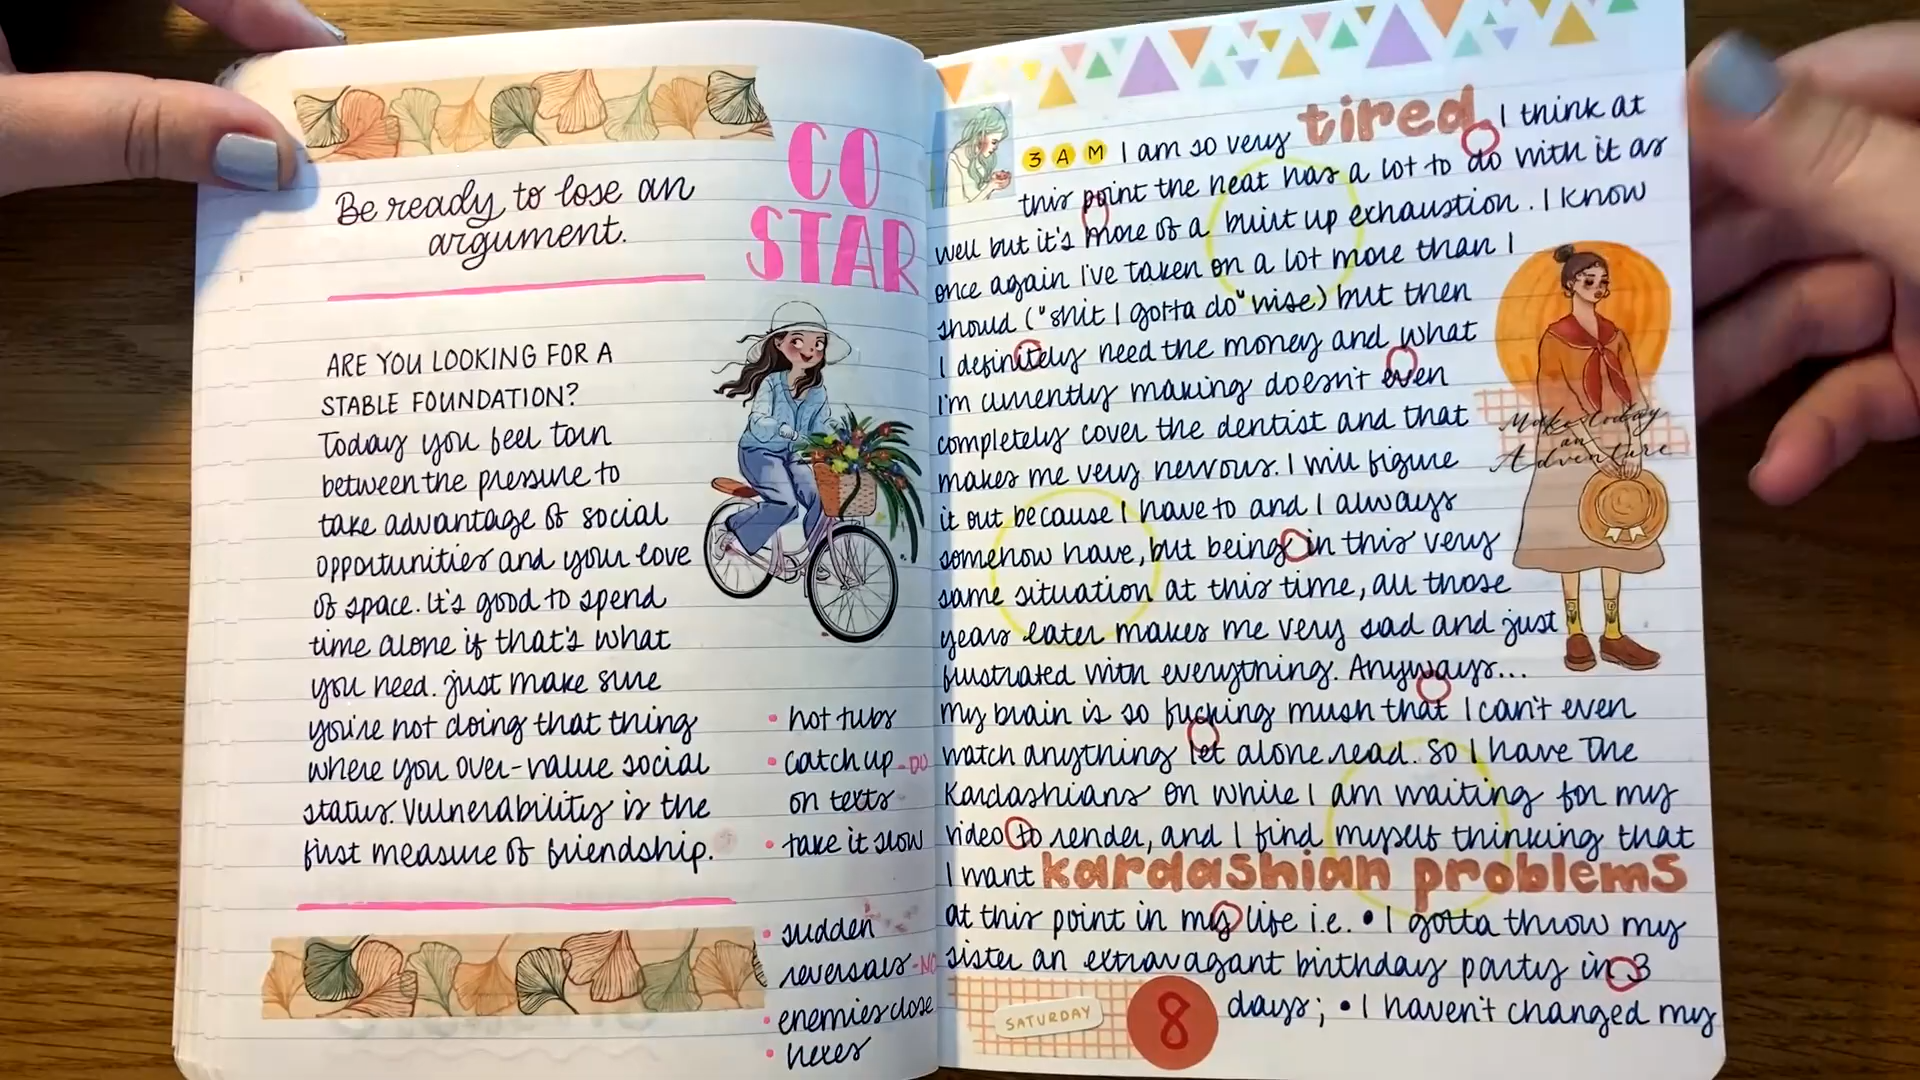 Be ready to lose an
argument.
CO
STAR
ARE YOU LOOKING FOR A
STABLE FOUNDATION?
Today you feel torn
between the pressure to
take advantage of social
opportunities and your love
of space. It's good to spend
time alone if that's what
you need. just make sure
you're not doing that thing
where you over-value social
status. Vulnerability is the
first measure of friendship.
• hot tubs
• catch up - DO
on texts
• take it slow
• sudden
reversals - NO
• enemies close
• hexes
3 AM I am so very tired. I think at
this point the heat has a lot to do with it as
well but it's more of a built up exhaustion. I know
once again I've taken on a lot more than I
should ("shit I gotta do" wise) but then
I definitely need the money and what
I'm currently making doesn't even
completely cover the dentist and that
makes me very nervous. I will figure
it out because I have to and I always
somehow have, but being in this very
same situation at this time, all those
years later makes me very sad and just
frustrated with everything. Anyways...
my brain is so fucking mush that I can't even
watch anything let alone read. So I have the
Kardashians on while I am waiting for my
video to render, and I find myself thinking that
I want kardashian problems
at this point in my life i.e. • I gotta throw my
sister an extravagant birthday party in 3
days; • I haven't changed my
Make today
an
Adventure
SATURDAY
8